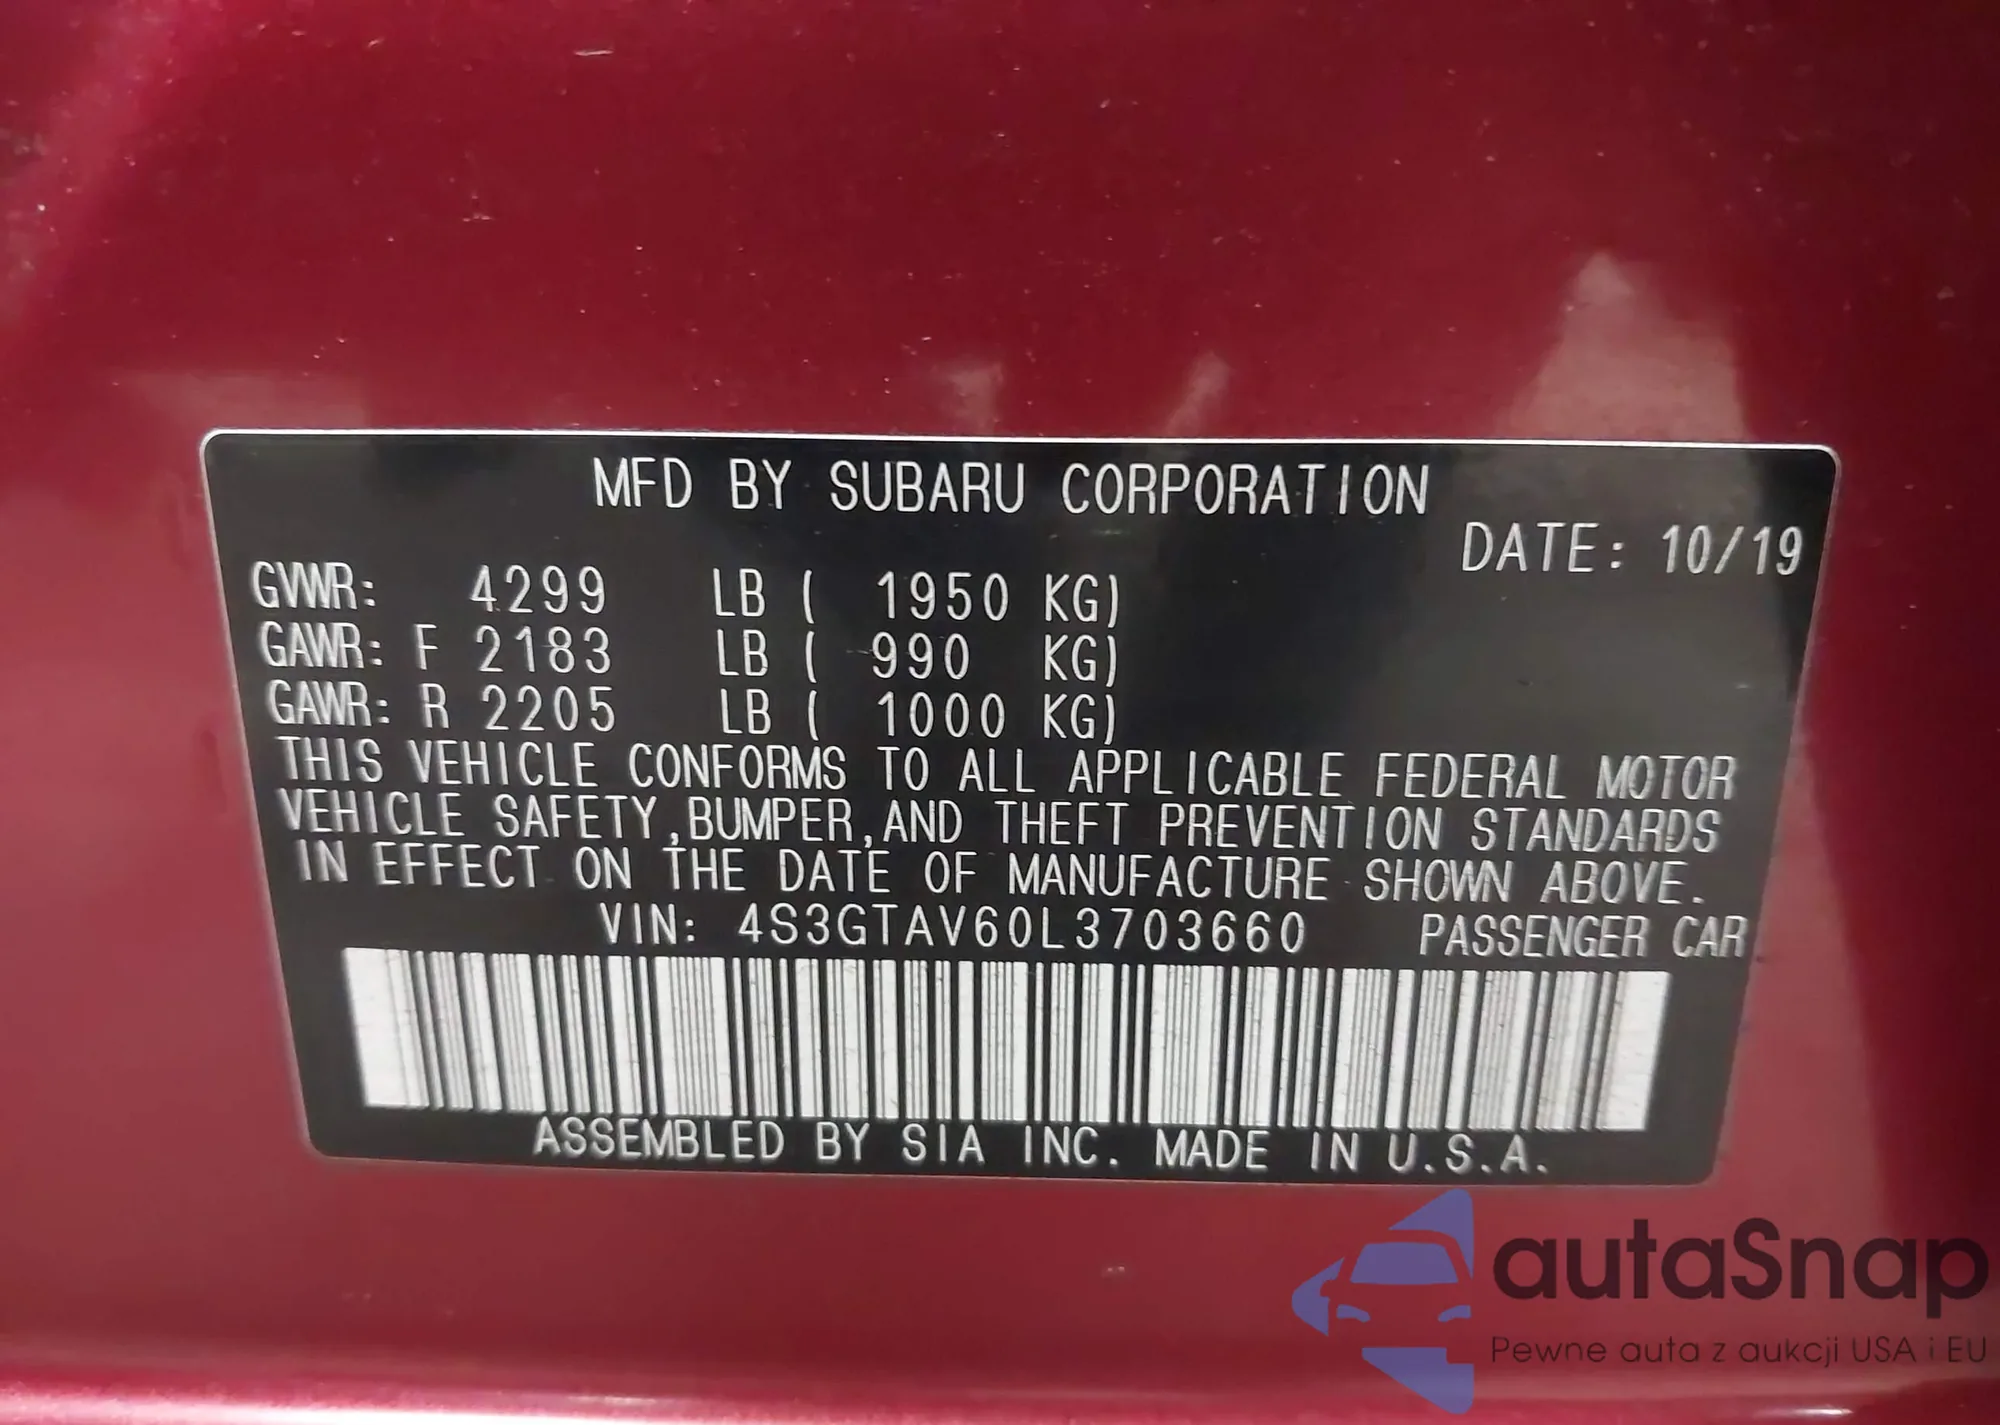 MFD BY SUBARU CORPORATION
DATE: 10/19
GVWR: 4299 LB ( 1950 KG)
GAWR: F 2183 LB ( 990 KG)
GAWR: R 2205 LB ( 1000 KG)
THIS VEHICLE CONFORMS TO ALL APPLICABLE FEDERAL MOTOR
VEHICLE SAFETY,BUMPER,AND THEFT PREVENTION STANDARDS
IN EFFECT ON THE DATE OF MANUFACTURE SHOWN ABOVE.
VIN: 4S3GTAV60L3703660 PASSENGER CAR
ASSEMBLED BY SIA INC. MADE IN U.S.A.
autaSnap
Pewne auta z aukcji USA i EU